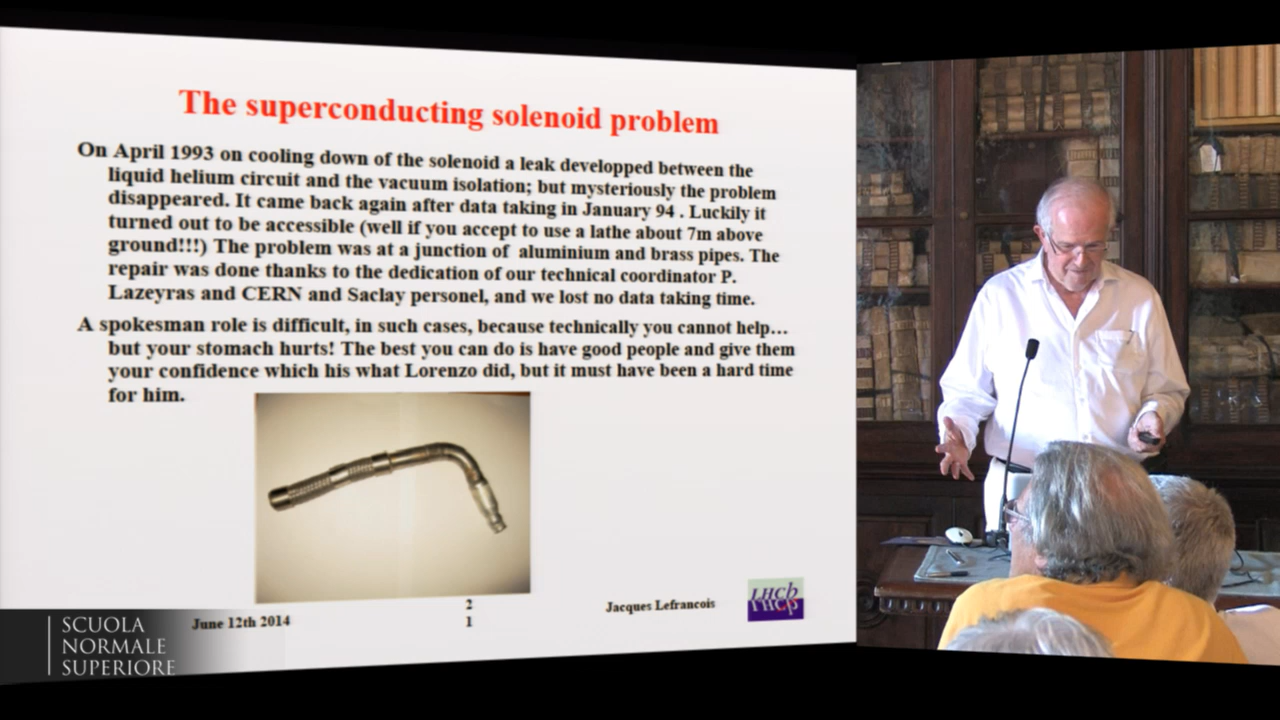 The superconducting solenoid problem
On April 1993 on cooling down of the solenoid a leak developped between the
liquid helium circuit and the vacuum isolation; but mysteriously the problem
disappeared. It came back again after data taking in January 94 . Luckily it
turned out to be accessible (well if you accept to use a lathe about 7m above
ground!!!) The problem was at a junction of aluminium and brass pipes. The
repair was done thanks to the dedication of our technical coordinator P.
Lazeyras and CERN and Saclay personel, and we lost no data taking time.
A spokesman role is difficult, in such cases, because technically you cannot help…
but your stomach hurts! The best you can do is have good people and give them
your confidence which his what Lorenzo did, but it must have been a hard time
for him.
June 12th 2014
2
1
Jacques Lefrancois
LHCb
LHCp
SCUOLA
NORMALE
SUPERIORE